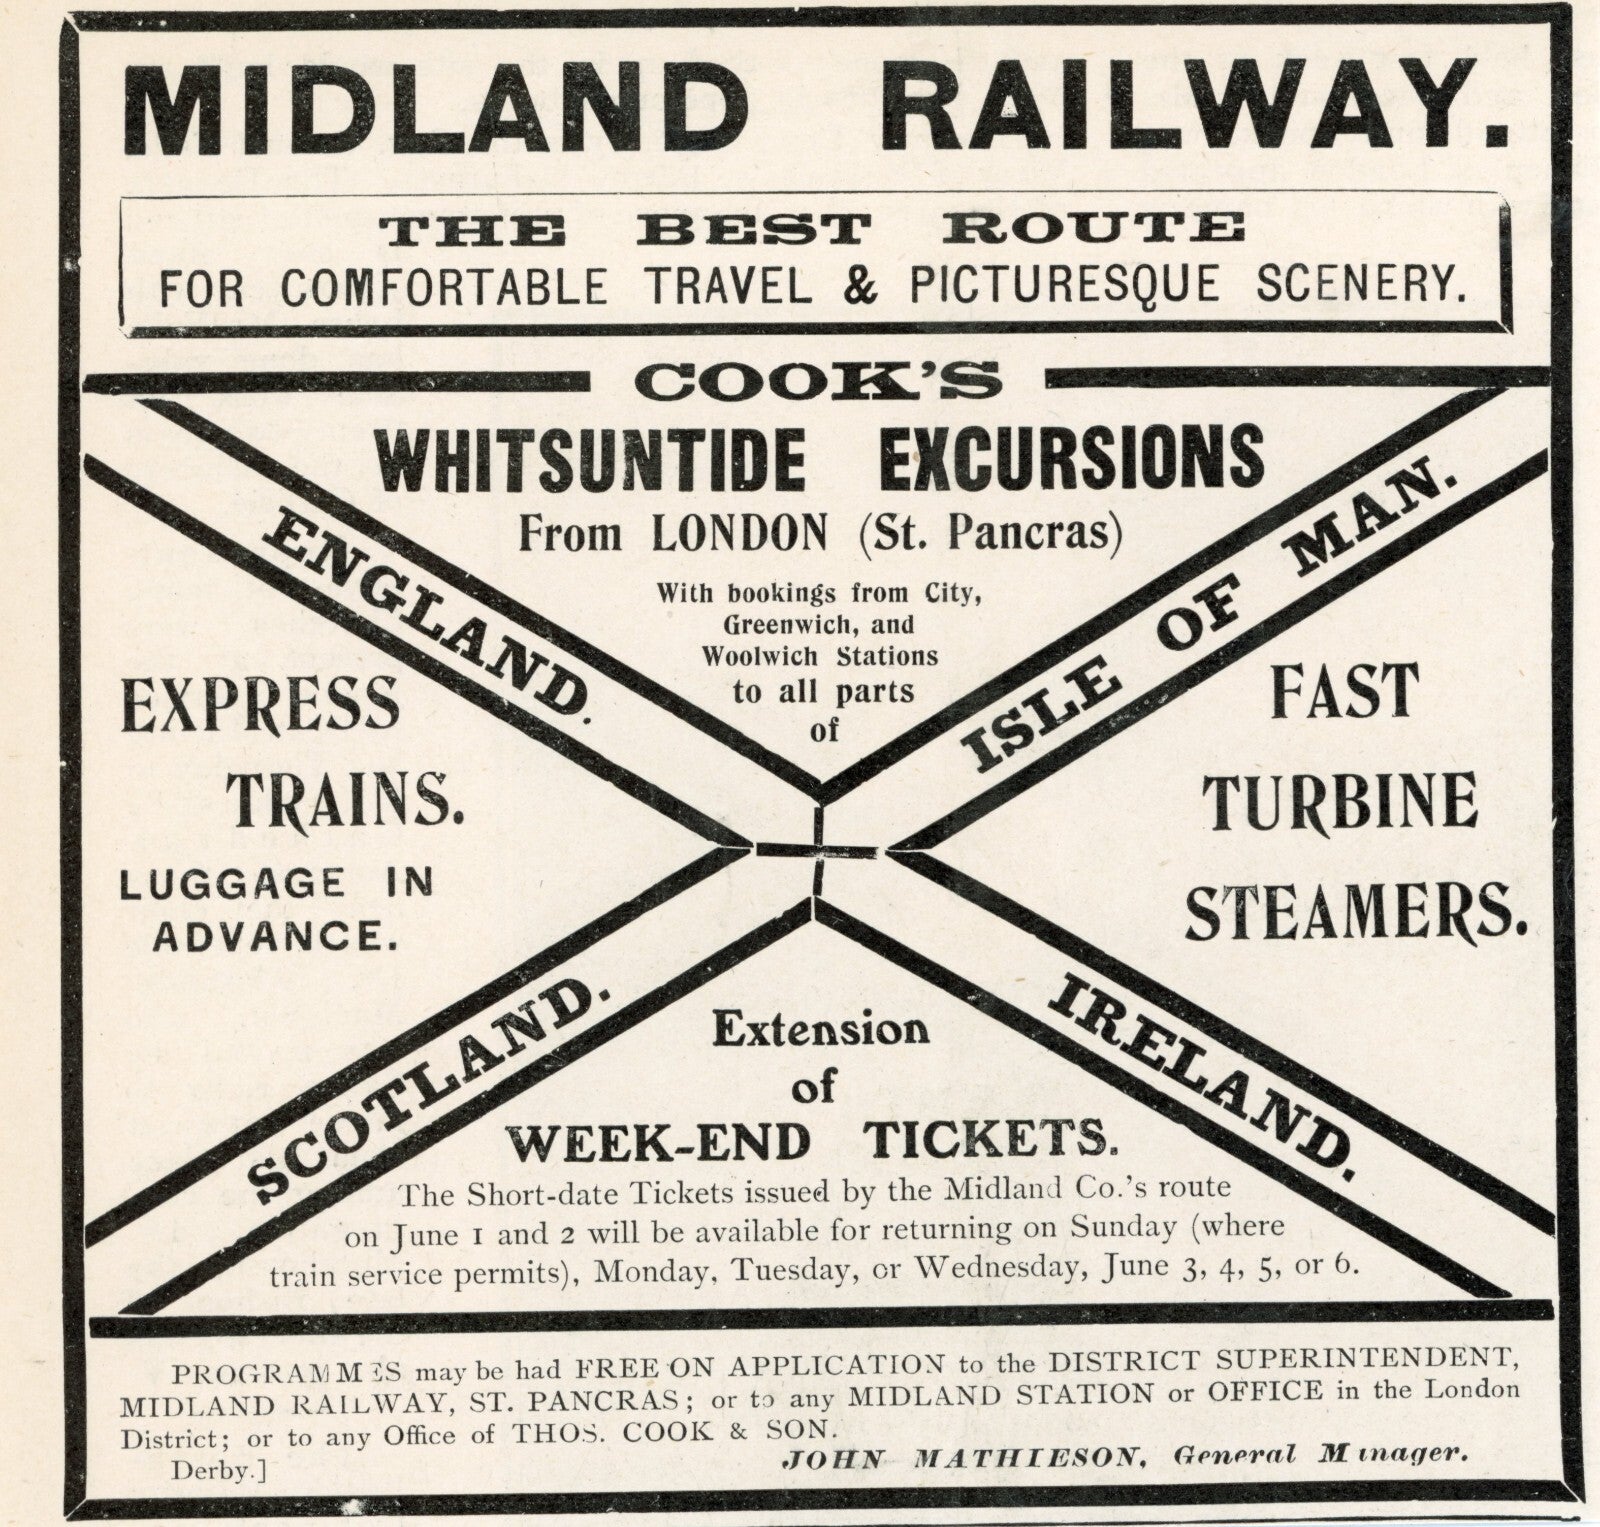 MIDLAND RAILWAY.
THE BEST ROUTE
FOR COMFORTABLE TRAVEL & PICTURESQUE SCENERY.
COOK'S
WHITSUNTIDE EXCURSIONS
From LONDON (St. Pancras)
With bookings from City,
Greenwich, and
Woolwich Stations
to all parts
of
ENGLAND.
ISLE OF MAN.
EXPRESS
TRAINS.
LUGGAGE IN
ADVANCE.
FAST
TURBINE
STEAMERS.
SCOTLAND.
IRELAND.
Extension
of
WEEK-END TICKETS.
The Short-date Tickets issued by the Midland Co.'s route
on June 1 and 2 will be available for returning on Sunday (where
train service permits), Monday, Tuesday, or Wednesday, June 3, 4, 5, or 6.
PROGRAMMES may be had FREE ON APPLICATION to the DISTRICT SUPERINTENDENT,
MIDLAND RAILWAY, ST. PANCRAS; or to any MIDLAND STATION or OFFICE in the London
District; or to any Office of THOS. COOK & SON.
Derby.]
JOHN MATHIESON, General Manager.